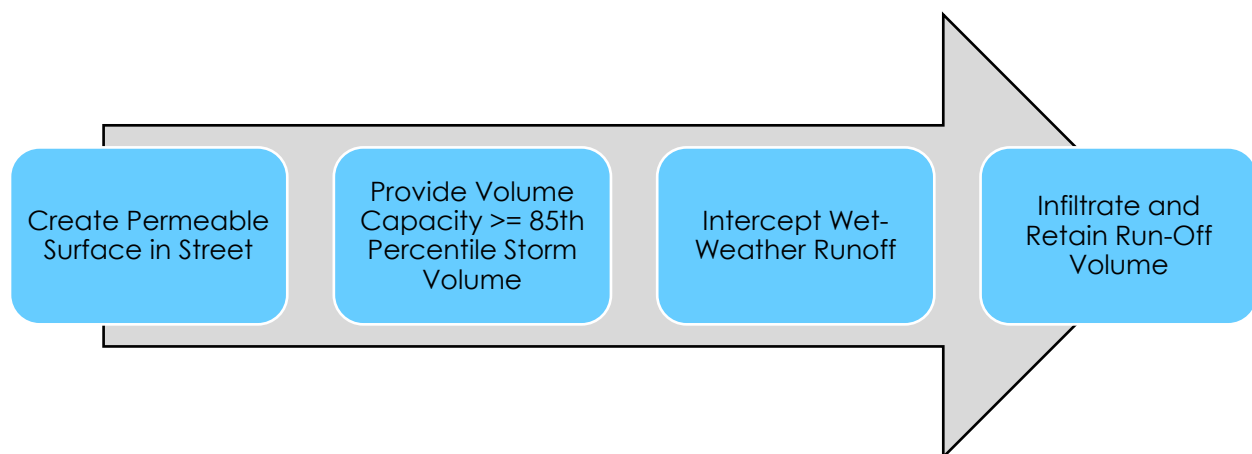 Create Permeable
Surface in Street
Provide Volume
Capacity >= 85th
Percentile Storm
Volume
Intercept Wet-
Weather Runoff
Infiltrate and
Retain Run-Off
Volume